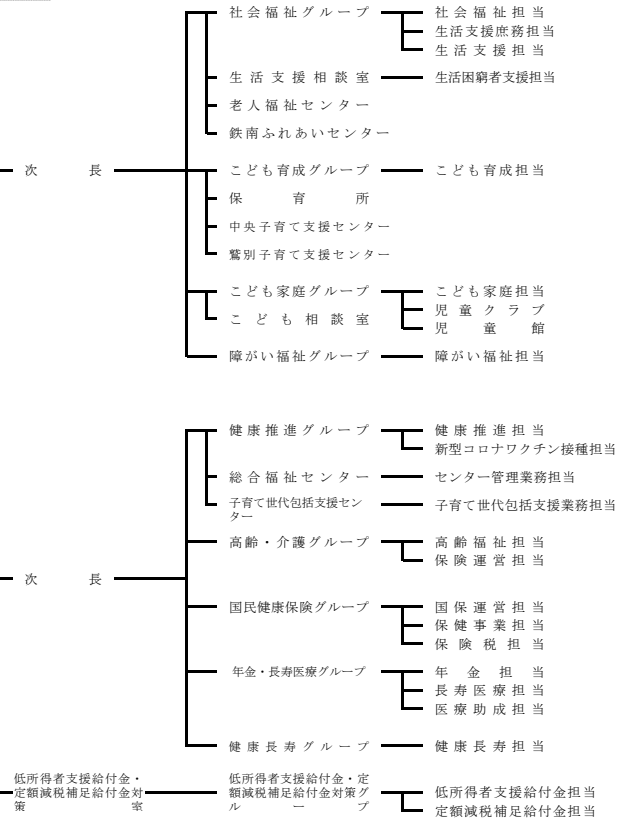 社会福祉グループ 社会福祉担当
生活支援庶務担当
生活支援担当
生活支援相談室 生活困窮者支援担当
老人福祉センター
鉄南ふれあいセンター
次長 こども育成グループ こども育成担当
保育所
中央子育て支援センター
鷲別子育て支援センター
こども家庭グループ こども家庭担当
児童クラブ
こども相談室
児童館
障がい福祉グループ 障がい福祉担当
健康推進グループ 健康推進担当
新型コロナワクチン接種担当
総合福祉センター センター管理業務担当
子育て世代包括支援セン
ター
子育て世代包括支援業務担当
高齢・介護グループ 高齢福祉担当
保険運営担当
次長
国民健康保険グループ 国保運営担当
保健事業担当
保険税担当
年金・長寿医療グループ 年金担当
長寿医療担当
医療助成担当
健康長寿グループ 健康長寿担当
低所得者支援給付金・
定額減税補足給付金対
策室
低所得者支援給付金・定
額減税補足給付金対策グ
ループ
低所得者支援給付金担当
定額減税補足給付金担当